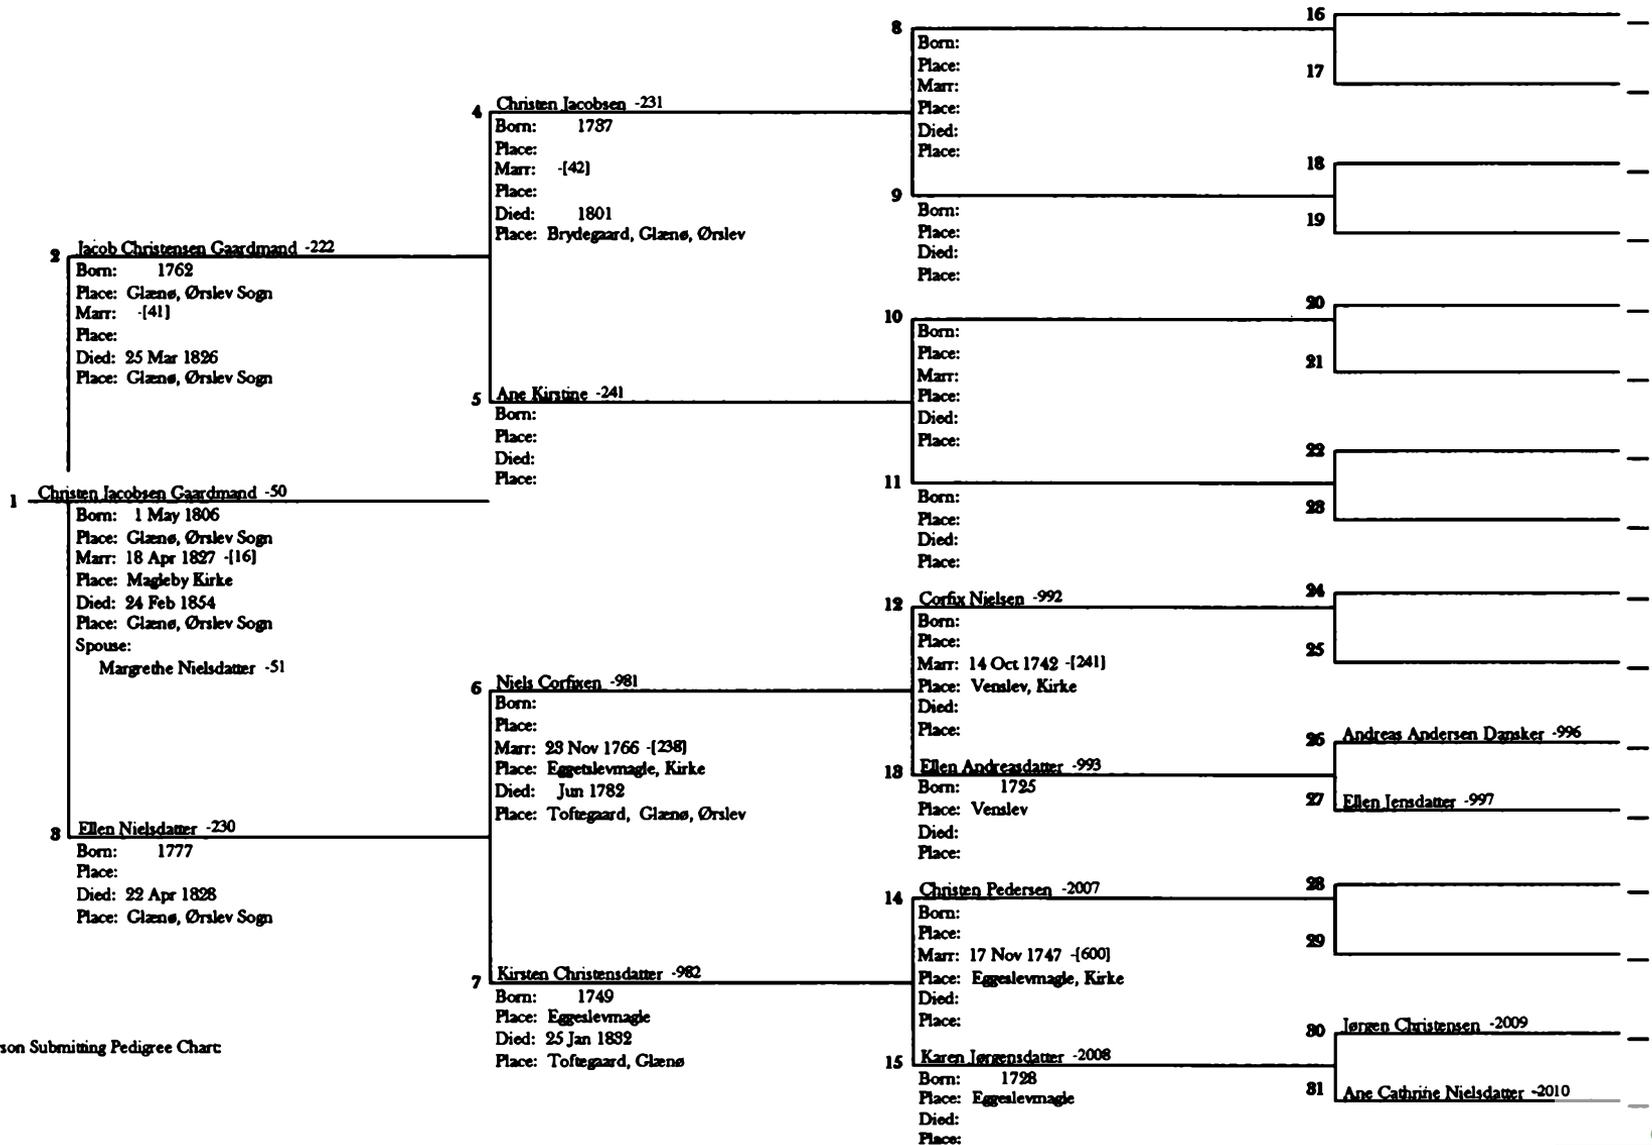 1
Christen Jacobsen Gaardmand -50
Born: 1 May 1806
Place: Glænø, Ørslev Sogn
Marr: 18 Apr 1827 -[16]
Place: Magleby Kirke
Died: 24 Feb 1854
Place: Glænø, Ørslev Sogn
Spouse:
Margrethe Nielsdatter -51
2
Jacob Christensen Gaardmand -222
Born: 1762
Place: Glænø, Ørslev Sogn
Marr: -[41]
Place:
Died: 25 Mar 1826
Place: Glænø, Ørslev Sogn
3
Ellen Nielsdatter -230
Born: 1777
Place:
Died: 22 Apr 1828
Place: Glænø, Ørslev Sogn
son Submitting Pedigree Chart:
4
Christen Jacobsen -231
Born: 1737
Place:
Marr: -[42]
Place:
Died: 1801
Place: Brydegaard, Glænø, Ørslev
5
Ane Kirstine -241
Born:
Place:
Died:
Place:
6
Niels Corfixen -981
Born:
Place:
Marr: 23 Nov 1766 -[238]
Place: Eggetslevmagle, Kirke
Died: Jun 1782
Place: Toftegaard, Glænø, Ørslev
7
Kirsten Christensdatter -982
Born: 1749
Place: Eggeslevmagle
Died: 25 Jan 1832
Place: Toftegaard, Glænø
8
Born:
Place:
Marr:
Place:
Died:
Place:
9
Born:
Place:
Died:
Place:
10
Born:
Place:
Marr:
Place:
Died:
Place:
11
Born:
Place:
Died:
Place:
12
Corfix Nielsen -992
Born:
Place:
Marr: 14 Oct 1742 -[241]
Place: Venslev, Kirke
Died:
Place:
13
Ellen Andreasdatter -993
Born: 1725
Place: Venslev
Died:
Place:
14
Christen Pedersen -2007
Born:
Place:
Marr: 17 Nov 1747 -[600]
Place: Eggeslevmagle, Kirke
Died:
Place:
15
Karen Jørgensdatter -2008
Born: 1728
Place: Eggeslevmagle
Died:
Place:
16
17
18
19
20
21
22
23
24
25
26
Andreas Andersen Dansker -996
27
Ellen Jensdatter -997
28
29
30
Jørgen Christensen -2009
31
Ane Cathrine Nielsdatter -2010